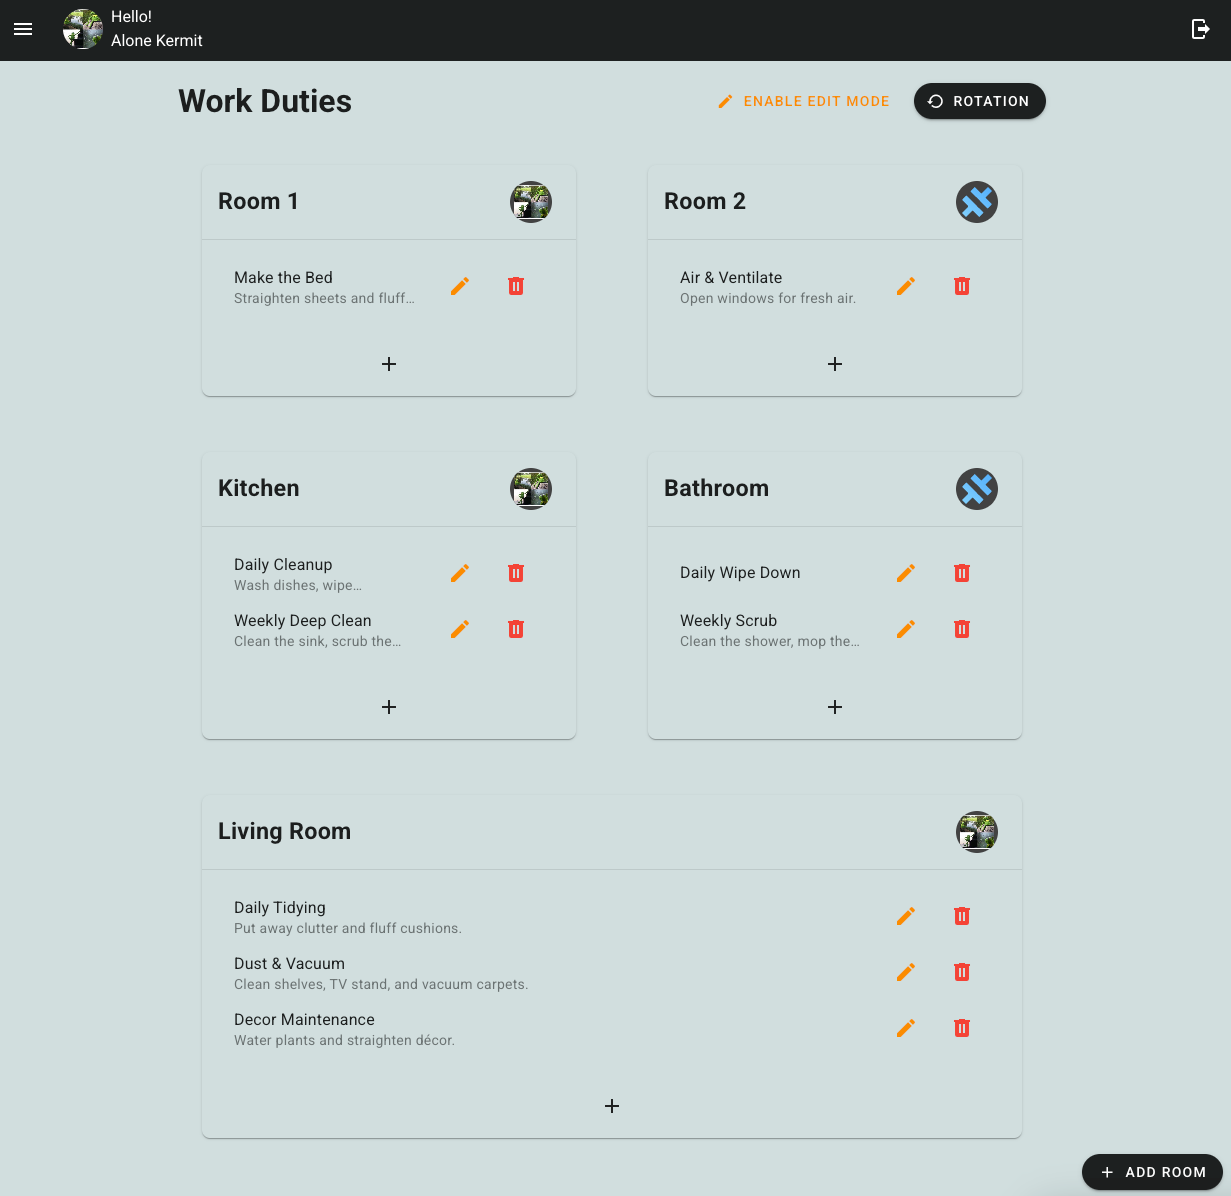 Hello!
Alone Kermit
Work Duties
ENABLE EDIT MODE
ROTATION
Room 1
Make the Bed
Straighten sheets and fluff…
Room 2
Air & Ventilate
Open windows for fresh air.
Kitchen
Daily Cleanup
Wash dishes, wipe…
Weekly Deep Clean
Clean the sink, scrub the…
Bathroom
Daily Wipe Down
Weekly Scrub
Clean the shower, mop the…
Living Room
Daily Tidying
Put away clutter and fluff cushions.
Dust & Vacuum
Clean shelves, TV stand, and vacuum carpets.
Decor Maintenance
Water plants and straighten décor.
ADD ROOM